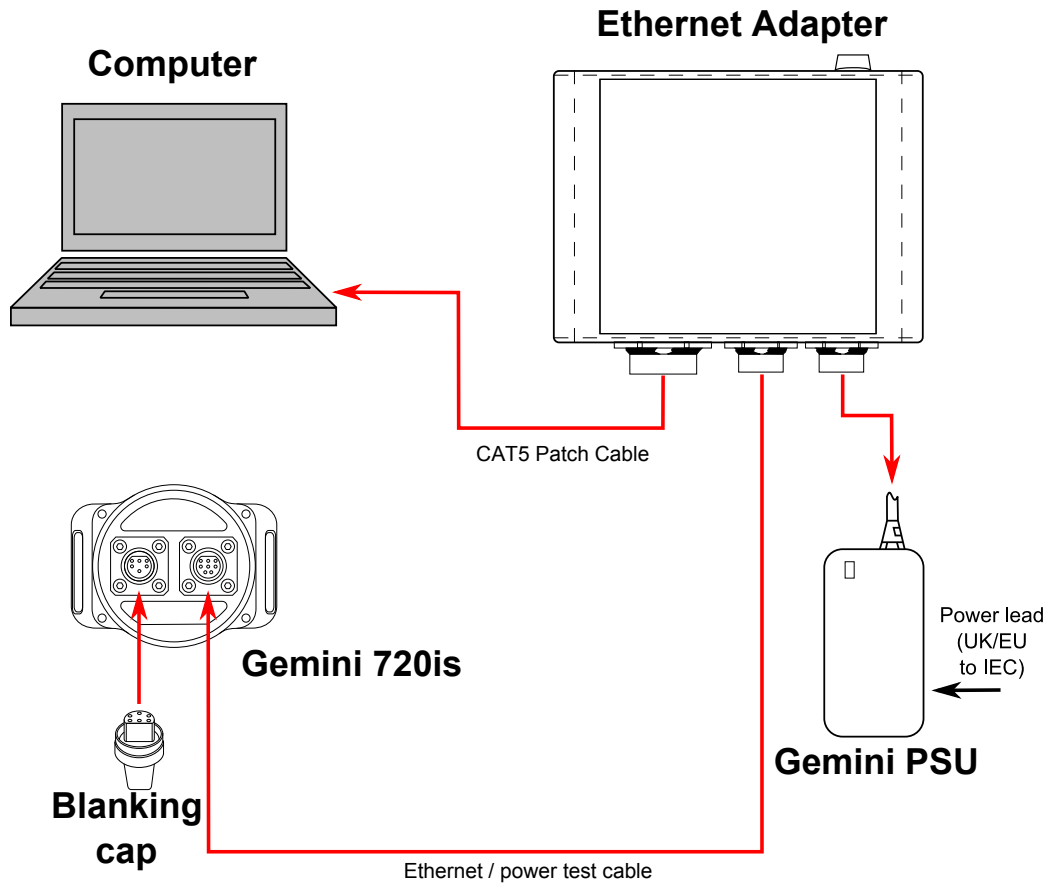 Ethernet Adapter
Computer
CAT5 Patch Cable
Power lead
(UK/EU
to IEC)
Gemini 720is
Gemini PSU
Blanking
cap
Ethernet / power test cable